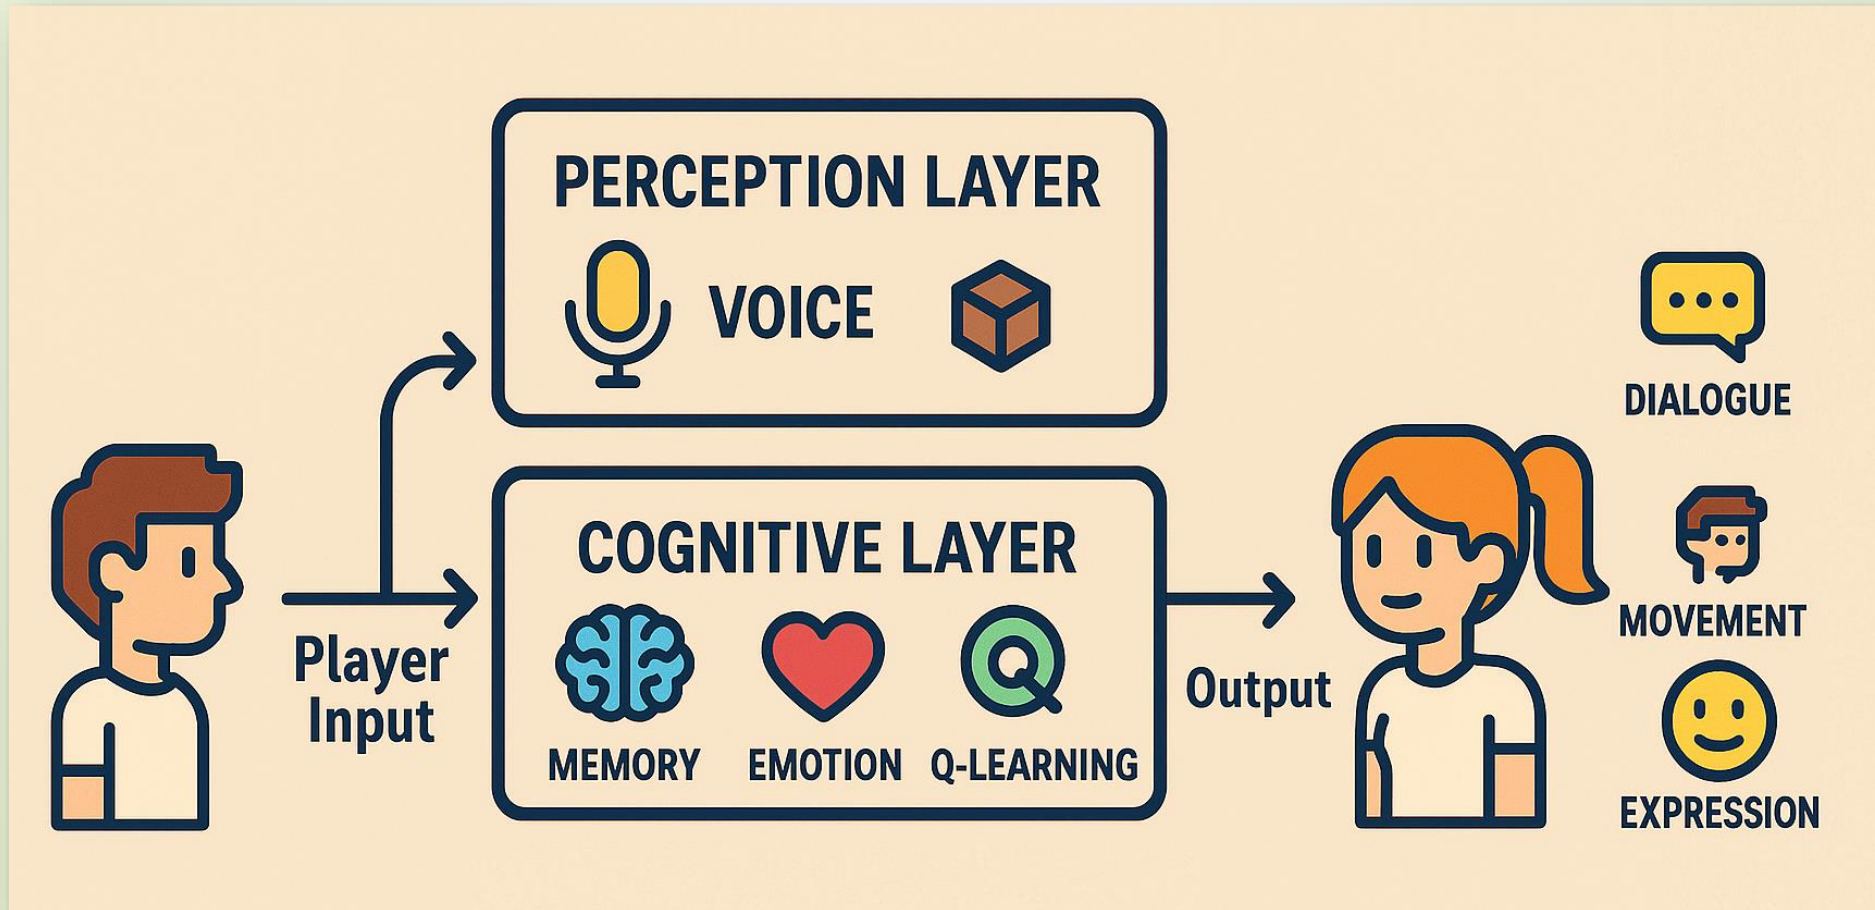 PERCEPTION LAYER
VOICE
COGNITIVE LAYER
MEMORY
EMOTION
Q-LEARNING
Player
Input
Output
DIALOGUE
MOVEMENT
EXPRESSION